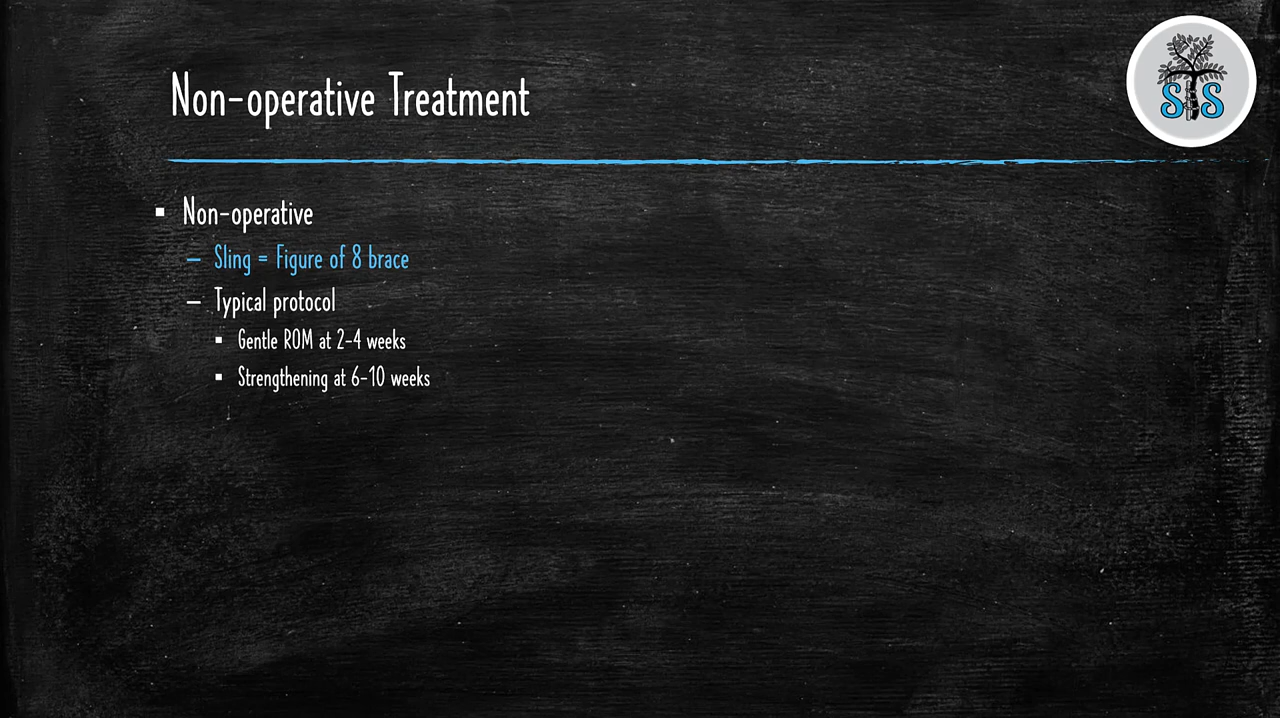 Non-operative Treatment
SIS
Non-operative
– Sling = Figure of 8 brace
– Typical protocol
Gentle ROM at 2-4 weeks
Strengthening at 6-10 weeks